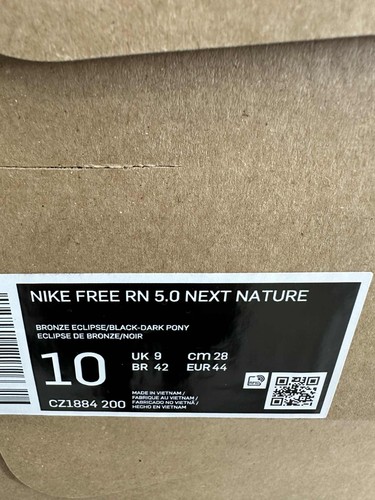 NIKE FREE RN 5.0 NEXT NATURE
BRONZE ECLIPSE/BLACK-DARK PONY
ECLIPSE DE BRONZE/NOIR
10
UK 9 cm 28
BR 42 EUR 44
CZ1884 200
MADE IN VIETNAM /
FABRIQUE AU VIETNAM /
FABRICADO NO VIETNÃ /
HECHO EN VIETNAM